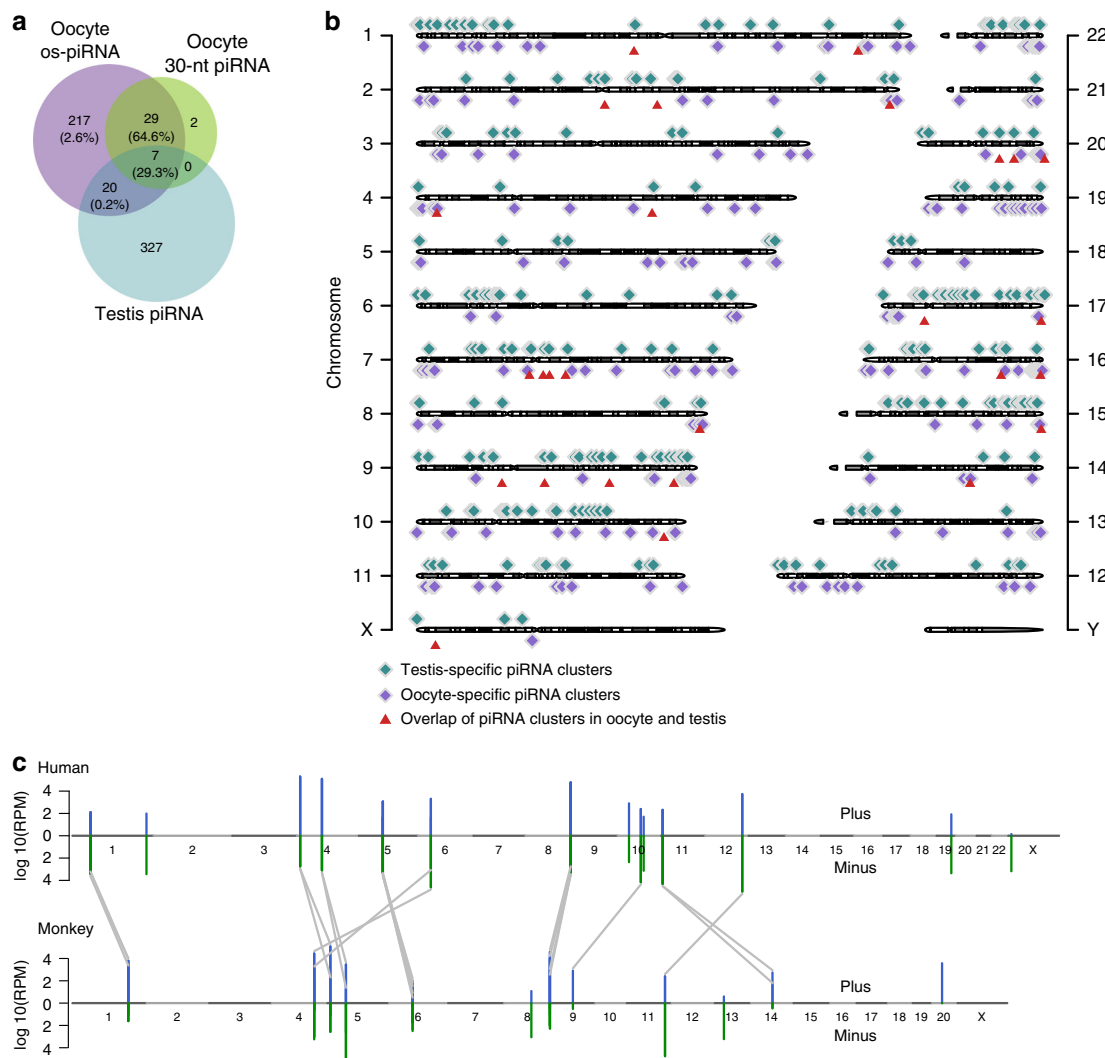 a
Oocyte
os-piRNA
Oocyte
30-nt piRNA
217
(2.6%)
29
(64.6%)
2
7
(29.3%)
0
20
(0.2%)
327
Testis piRNA
b
Chromosome
1
2
3
4
5
6
7
8
9
10
11
X
22
21
20
19
18
17
16
15
14
13
12
Y
Testis-specific piRNA clusters
Oocyte-specific piRNA clusters
Overlap of piRNA clusters in oocyte and testis
c
Human
log 10(RPM)
4
2
0
2
4
Plus
1 2 3 4 5 6 7 8 9 10 11 12 13 14 15 16 17 18 19 20 21 22 X
Minus
Monkey
log 10(RPM)
4
2
0
2
4
Plus
1 2 3 4 5 6 7 8 9 10 11 12 13 14 15 16 17 18 19 20 X
Minus